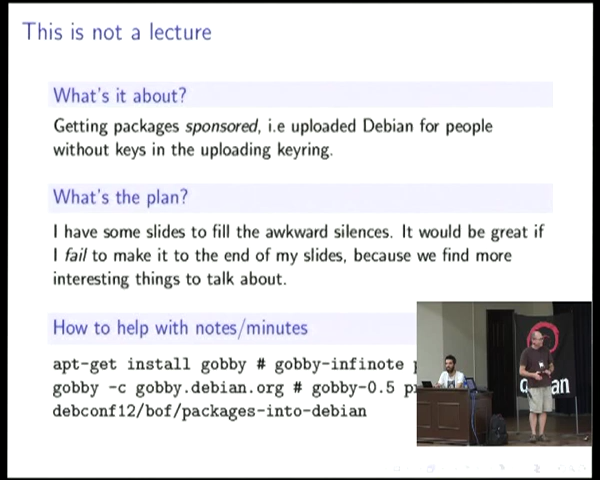 This is not a lecture
What's it about?
Getting packages sponsored, i.e uploaded Debian for people
without keys in the uploading keyring.
What's the plan?
I have some slides to fill the awkward silences. It would be great if
I fail to make it to the end of my slides, because we find more
interesting things to talk about.
How to help with notes/minutes
apt-get install gobby # gobby-infinote
gobby -c gobby.debian.org # gobby-0.5
debconf12/bof/packages-into-debian